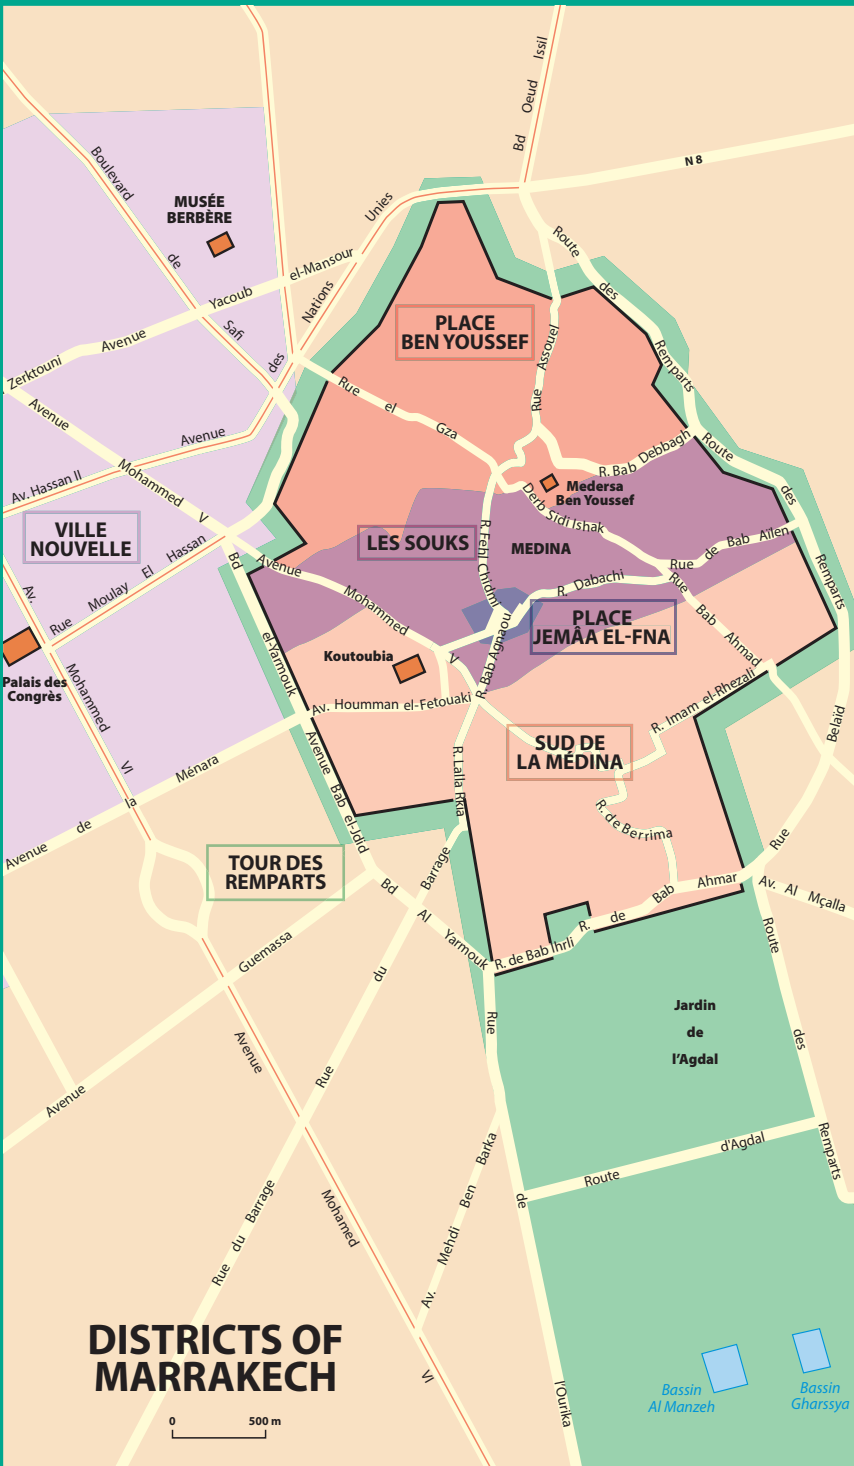 Bd Oeud Issil
N8
Boulevard de Safi
MUSÉE
BERBÈRE
Avenue des Nations Unies
Zerktouni
Avenue Yacoub el-Mansour
Route des Remparts
PLACE
BEN YOUSSEF
Rue Assouel
Rue el Gza
Avenue Mohammed V
Av. Hassan II
R. Bab Debbagh
Route des Remparts
Medersa
Ben Youssef
Derb Sidi Ishak
VILLE
NOUVELLE
LES SOUKS
MEDINA
R. Fehl Chidmi
Rue de Bab Aïlen
Rue Moulay El Hassan
Bd el-Yarmouk
Avenue Mohammed V
R. Dabachi
Rue Bab Ahmad
PLACE
JEMÂA EL-FNA
R. Bab Agnaou
Av. Mohammed VI
Palais des
Congrès
Koutoubia
Av. Houmman el-Fetouaki
R. Imam el-Rhezali
SUD DE
LA MÉDINA
Rue Belaïd
Avenue de la Ménara
Avenue Bab el-Jdid
R. Lalla Rkia
R. de Berrima
TOUR DES
REMPARTS
Bd Al Yarmouk
R. de Bab Ihrli
R. de Bab Ahmar
Av. Al Mçalla
Avenue Guemassa
Rue du Barrage
Rue du Barrage
Avenue Mohamed VI
Jardin
de
l'Agdal
Route des Remparts
Route d'Agdal
Av. Mehdi Ben Barka
Rue de l'Ourika
Bassin
Al Manzeh
Bassin
Gharssya
DISTRICTS OF
MARRAKECH
0 500 m